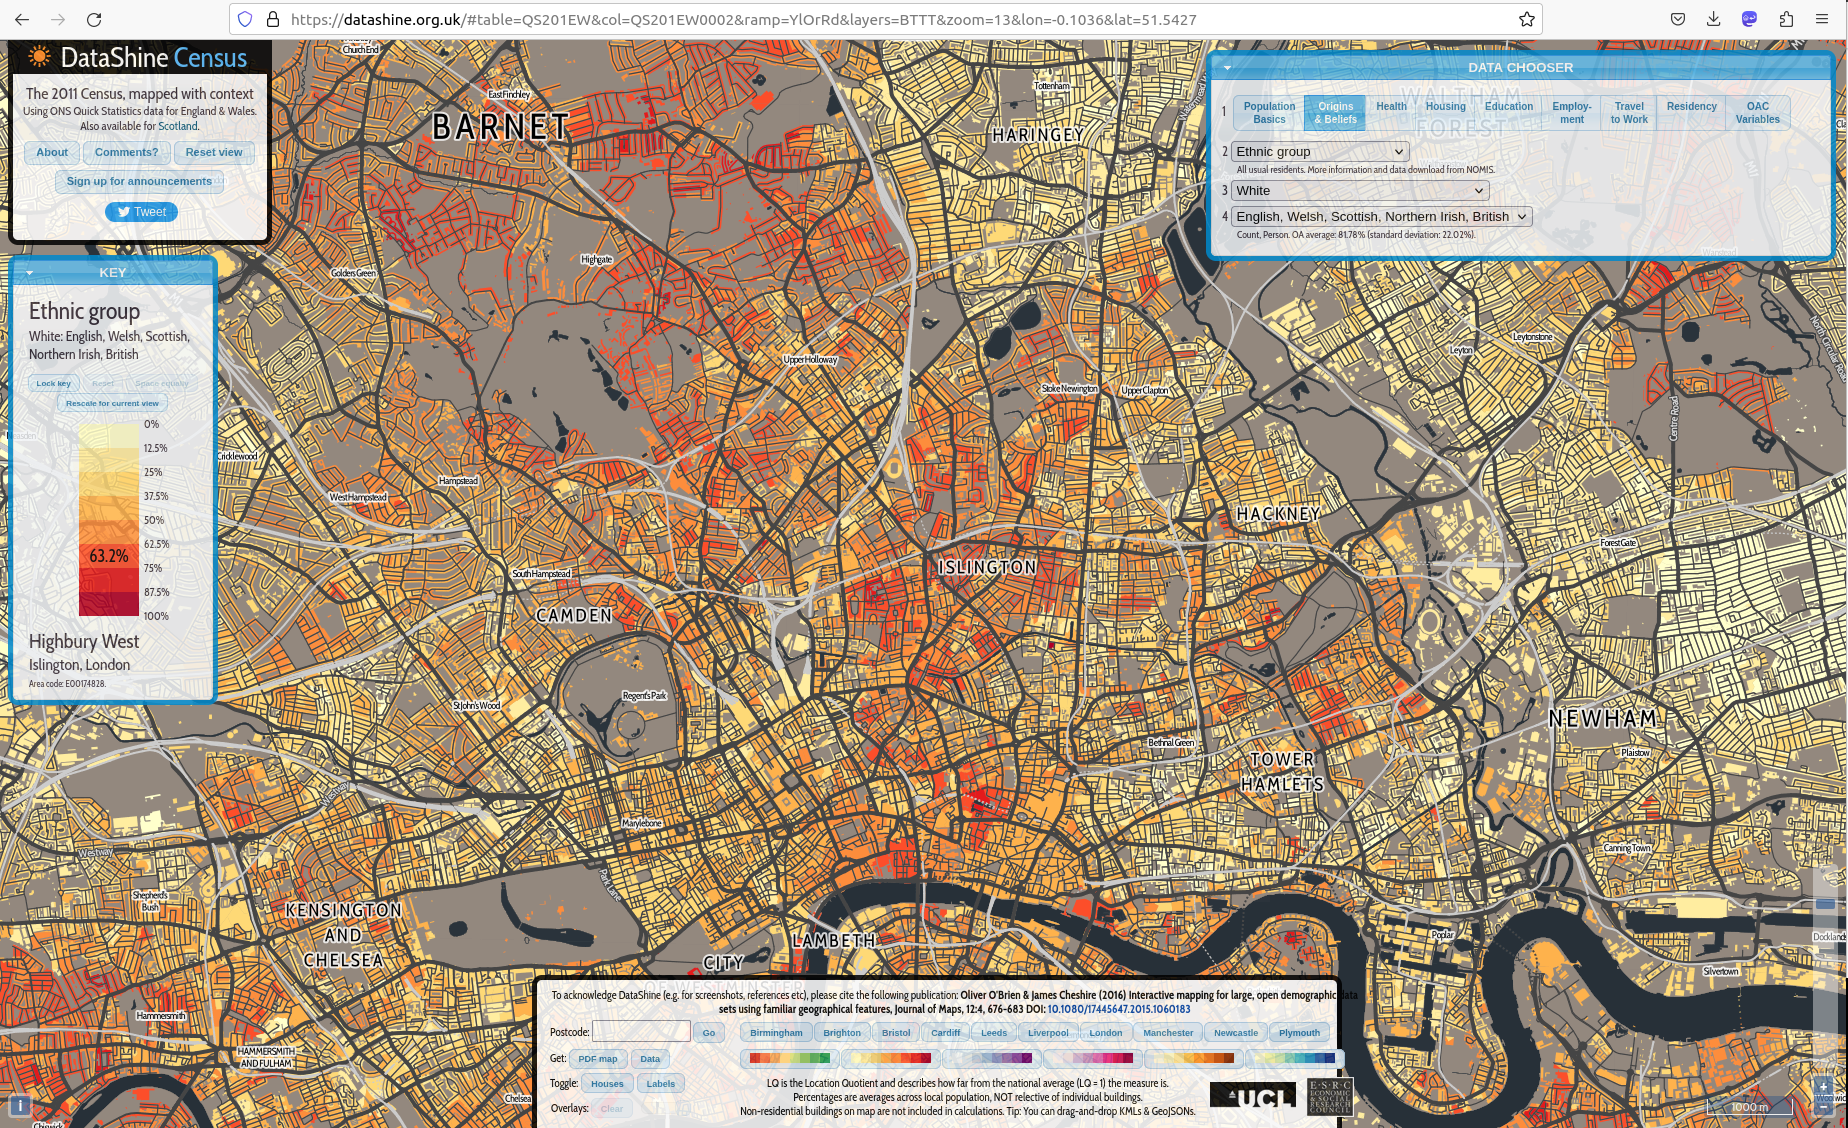 https://datashine.org.uk/#table=QS201EW&col=QS201EW0002&ramp=YlOrRd&layers=BTTT&zoom=13&lon=-0.1036&lat=51.5427
DataShine Census
The 2011 Census, mapped with context
Using ONS Quick Statistics data for England & Wales.
Also available for Scotland.
About Comments? Reset view
Sign up for announcements
Tweet
KEY
Ethnic group
White: English, Welsh, Scottish,
Northern Irish, British
Lock key Reset Space equally
Rescale for current view
0%
12.5%
25%
37.5%
50%
62.5%
63.2%
75%
87.5%
100%
Highbury West
Islington, London
Area code: E00174828.
DATA CHOOSER
1 Population Basics Origins & Beliefs Health Housing Education Employ-ment Travel to Work Residency OAC Variables
2 Ethnic group
All usual residents. More information and data download from NOMIS.
3 White
4 English, Welsh, Scottish, Northern Irish, British
Count, Person. OA average: 81.78% (standard deviation: 22.02%).
Church End
East Finchley
BARNET
Tottenham
HARINGEY
WALTHAM
FOREST
Wanstead
Highgate
Golders Green
North Circular Road
Leytonstone
Leyton
Upper Holloway
Stoke Newington
Upper Clapton
Centre Road
Cricklewood
Hampstead
West Hampstead
HACKNEY
Forest Gate
ISLINGTON
South Hampstead
CAMDEN
Regent's Park
St John's Wood
NEWHAM
Bethnal Green
Plaistow
TOWER
HAMLETS
Westway
Marylebone
Westway
Canning Town
Park Lane
Shepherd's
Bush
KENSINGTON
AND
CHELSEA
LAMBETH
Poplar
CITY
OF WESTMINSTER
Silvertown
Hammersmith
HAMMERSMITH
AND FULHAM
Chelsea
Chiswick
To acknowledge DataShine (e.g. for screenshots, references etc), please cite the following publication: Oliver O'Brien & James Cheshire (2016) Interactive mapping for large, open demographic data
sets using familiar geographical features, Journal of Maps, 12:4, 676-683 DOI: 10.1080/17445647.2015.1060183
Postcode: Go Birmingham Brighton Bristol Cardiff Leeds Liverpool London Manchester Newcastle Plymouth
Get: PDF map Data
Toggle: Houses Labels
Overlays: Clear
LQ is the Location Quotient and describes how far from the national average (LQ = 1) the measure is.
Percentages are averages across local population, NOT relective of individual buildings.
Non-residential buildings on map are not included in calculations. Tip: You can drag-and-drop KMLs & GeoJSONs.
UCL
E·S·R·C
ECONOMIC
& SOCIAL
RESEARCH
COUNCIL
1000 m
+
i